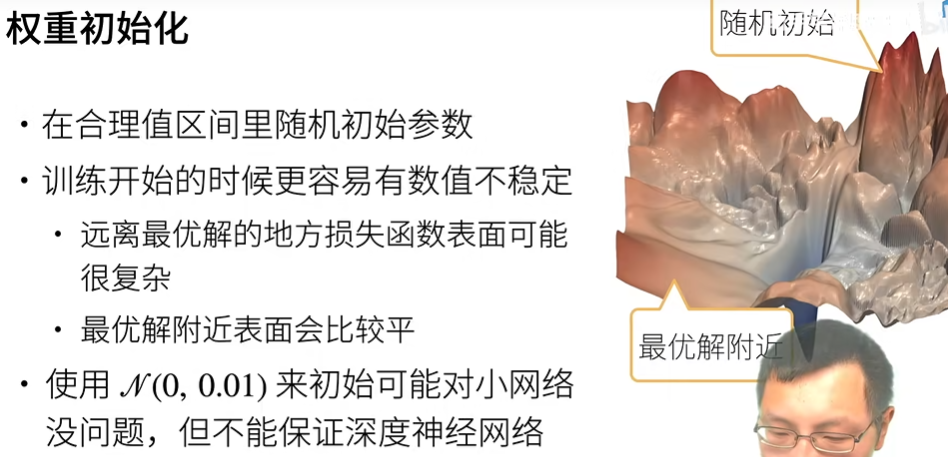 权重初始化
随机初始
• 在合理值区间里随机初始参数
• 训练开始的时候更容易有数值不稳定
• 远离最优解的地方损失函数表面可能
很复杂
• 最优解附近表面会比较平
最优解附近
• 使用 𝒩(0, 0.01) 来初始可能对小网络
没问题，但不能保证深度神经网络